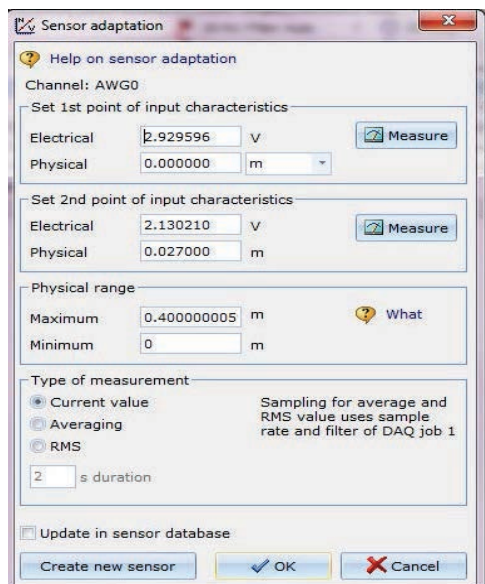 Sensor adaptation
Help on sensor adaptation
Channel: AWG0
Set 1st point of input characteristics
Electrical 2.929596 V Measure
Physical 0.000000 m
Set 2nd point of input characteristics
Electrical 2.130210 V Measure
Physical 0.027000 m
Physical range
Maximum 0.400000005 m What
Minimum 0 m
Type of measurement
Current value
Averaging
RMS
2 s duration
Sampling for average and
RMS value uses sample
rate and filter of DAQ job 1
Update in sensor database
Create new sensor OK Cancel